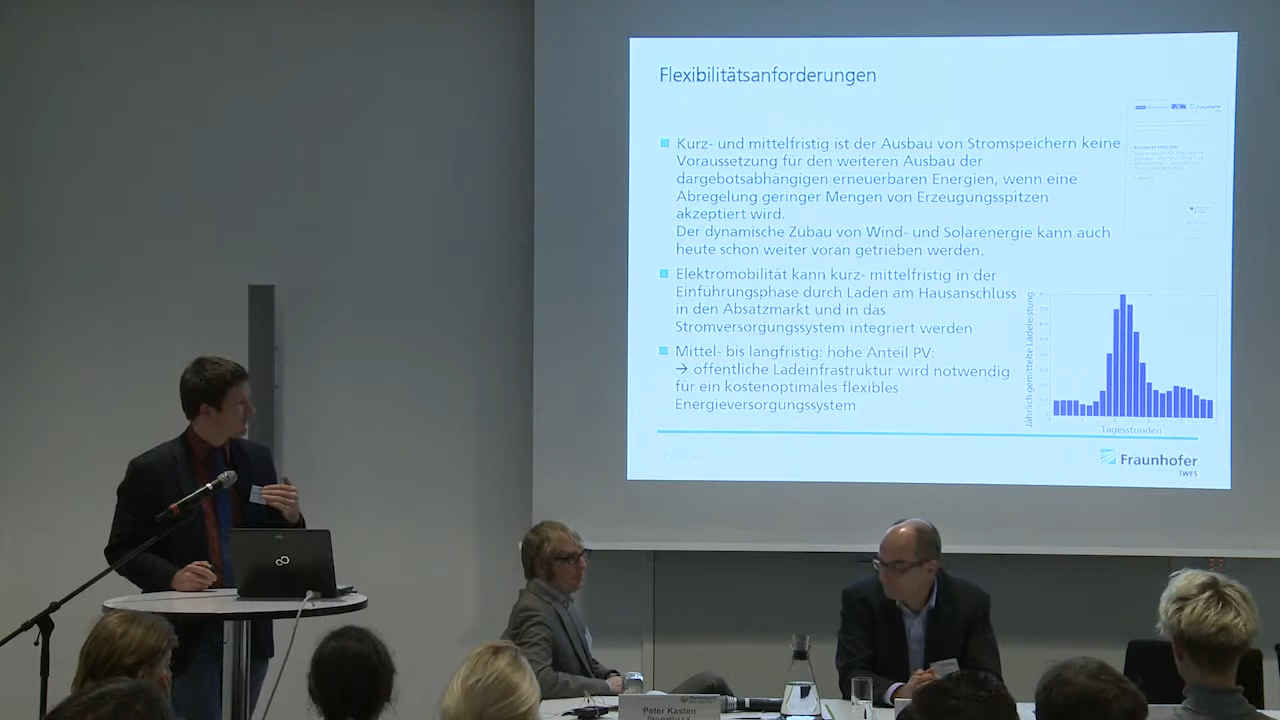 Flexibilitätsanforderungen
Kurz- und mittelfristig ist der Ausbau von Stromspeichern keine
Voraussetzung für den weiteren Ausbau der
dargebotsabhängigen erneuerbaren Energien, wenn eine
Abregelung geringer Mengen von Erzeugungsspitzen
akzeptiert wird.
Der dynamische Zubau von Wind- und Solarenergie kann auch
heute schon weiter voran getrieben werden.
Elektromobilität kann kurz- mittelfristig in der
Einführungsphase durch Laden am Hausanschluss
in den Absatzmarkt und in das
Stromversorgungssystem integriert werden
Mittel- bis langfristig: hohe Anteil PV:
→ öffentliche Ladeinfrastruktur wird notwendig
für ein kostenoptimales flexibles
Energieversorgungssystem
Jährlich gemittelte Ladeleistung
Tagesstunden
Fraunhofer
IWES
Peter Kasten